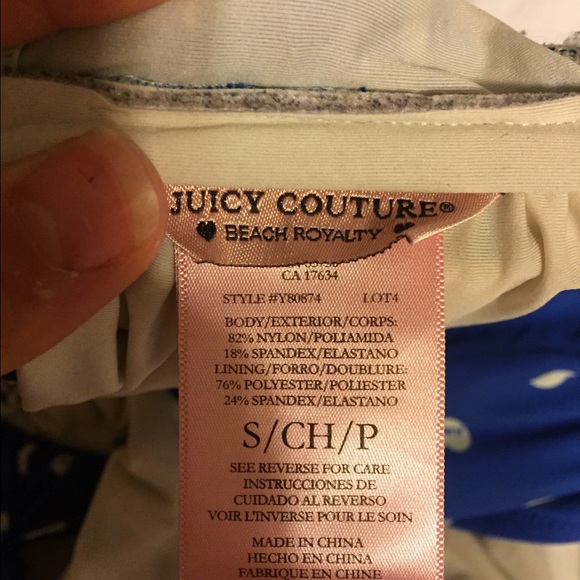 JUICY COUTURE®
BEACH ROYALTY
CA 17634
STYLE #Y80874 LOT4
BODY/EXTERIOR/CORPS:
82% NYLON/POLIAMIDA
18% SPANDEX/ELASTANO
LINING/FORRO/DOUBLURE:
76% POLYESTER/POLIESTER
24% SPANDEX/ELASTANO
S/CH/P
SEE REVERSE FOR CARE
INSTRUCCIONES DE
CUIDADO AL REVERSO
VOIR L'INVERSE POUR LE SOIN
MADE IN CHINA
HECHO EN CHINA
FABRIQUE EN CHINE